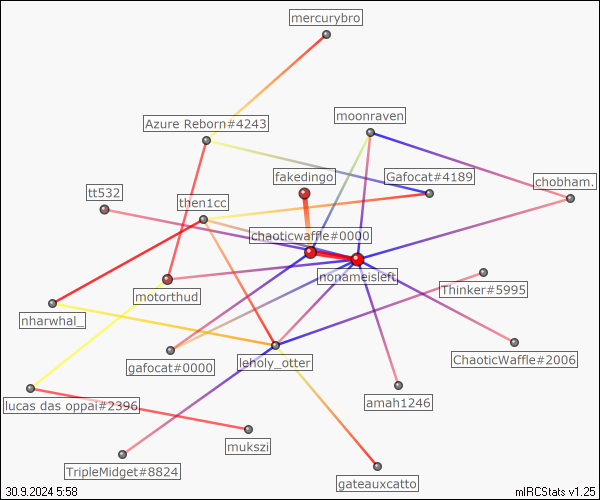 mercurybro
Azure Reborn#4243
moonraven
fakedingo
Gafocat#4189
chobham.
tt532
then1cc
chaoticwaffle#0000
nonameisleft
motorthud
Thinker#5995
nharwhal_
gafocat#0000
leholy_otter
ChaoticWaffle#2006
lucas das oppai#2396
amah1246
mukszi
TripleMidget#8824
gateauxcatto
30.9.2024 5:58
mIRCStats v1.25